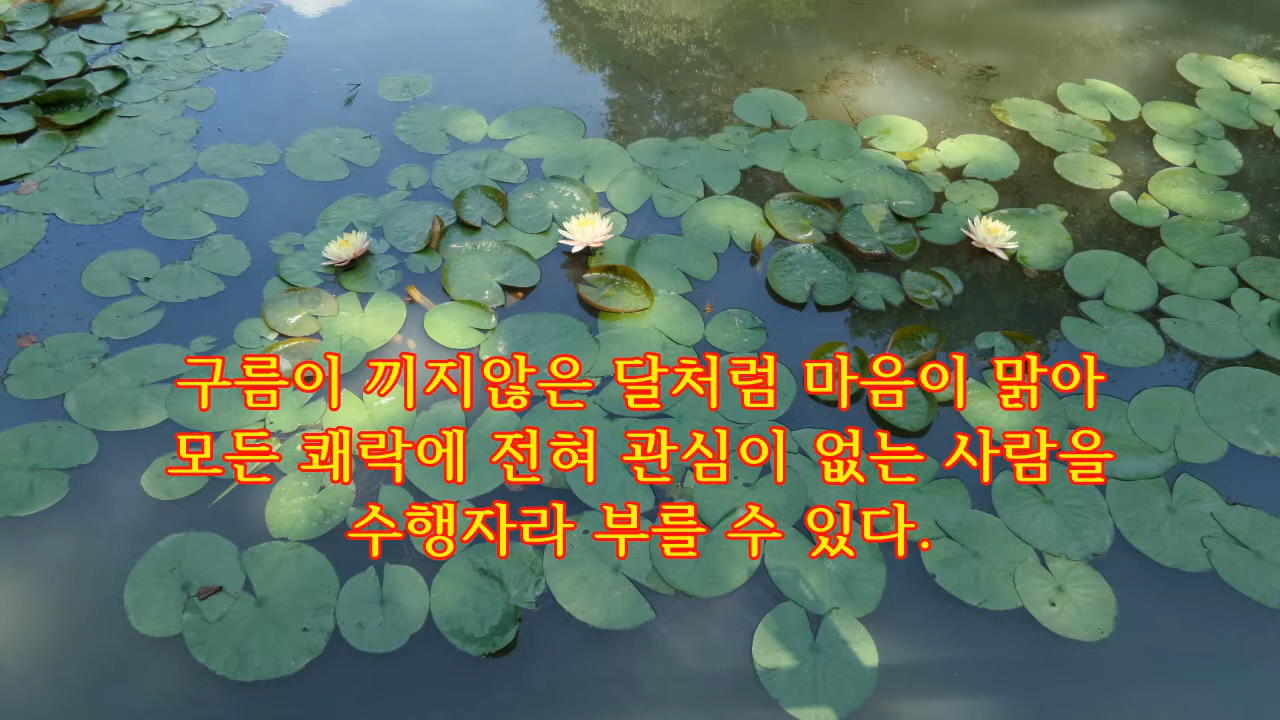 구름이 끼지않은 달처럼 마음이 맑아
모든 쾌락에 전혀 관심이 없는 사람을
수행자라 부를 수 있다.